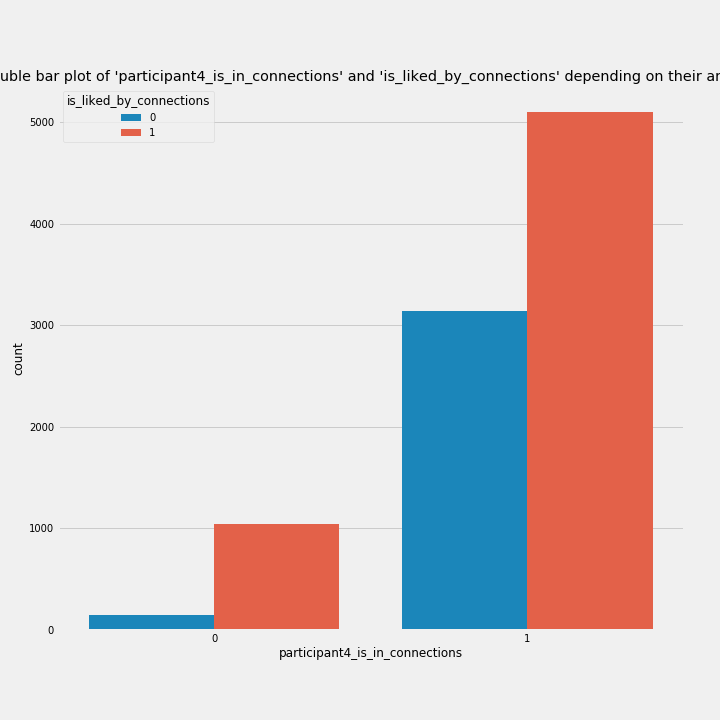 uble bar plot of 'participant4_is_in_connections' and 'is_liked_by_connections' depending on their
is_liked_by_connections
0
1
5000
4000
3000
2000
1000
0
count
0
1
participant4_is_in_connections